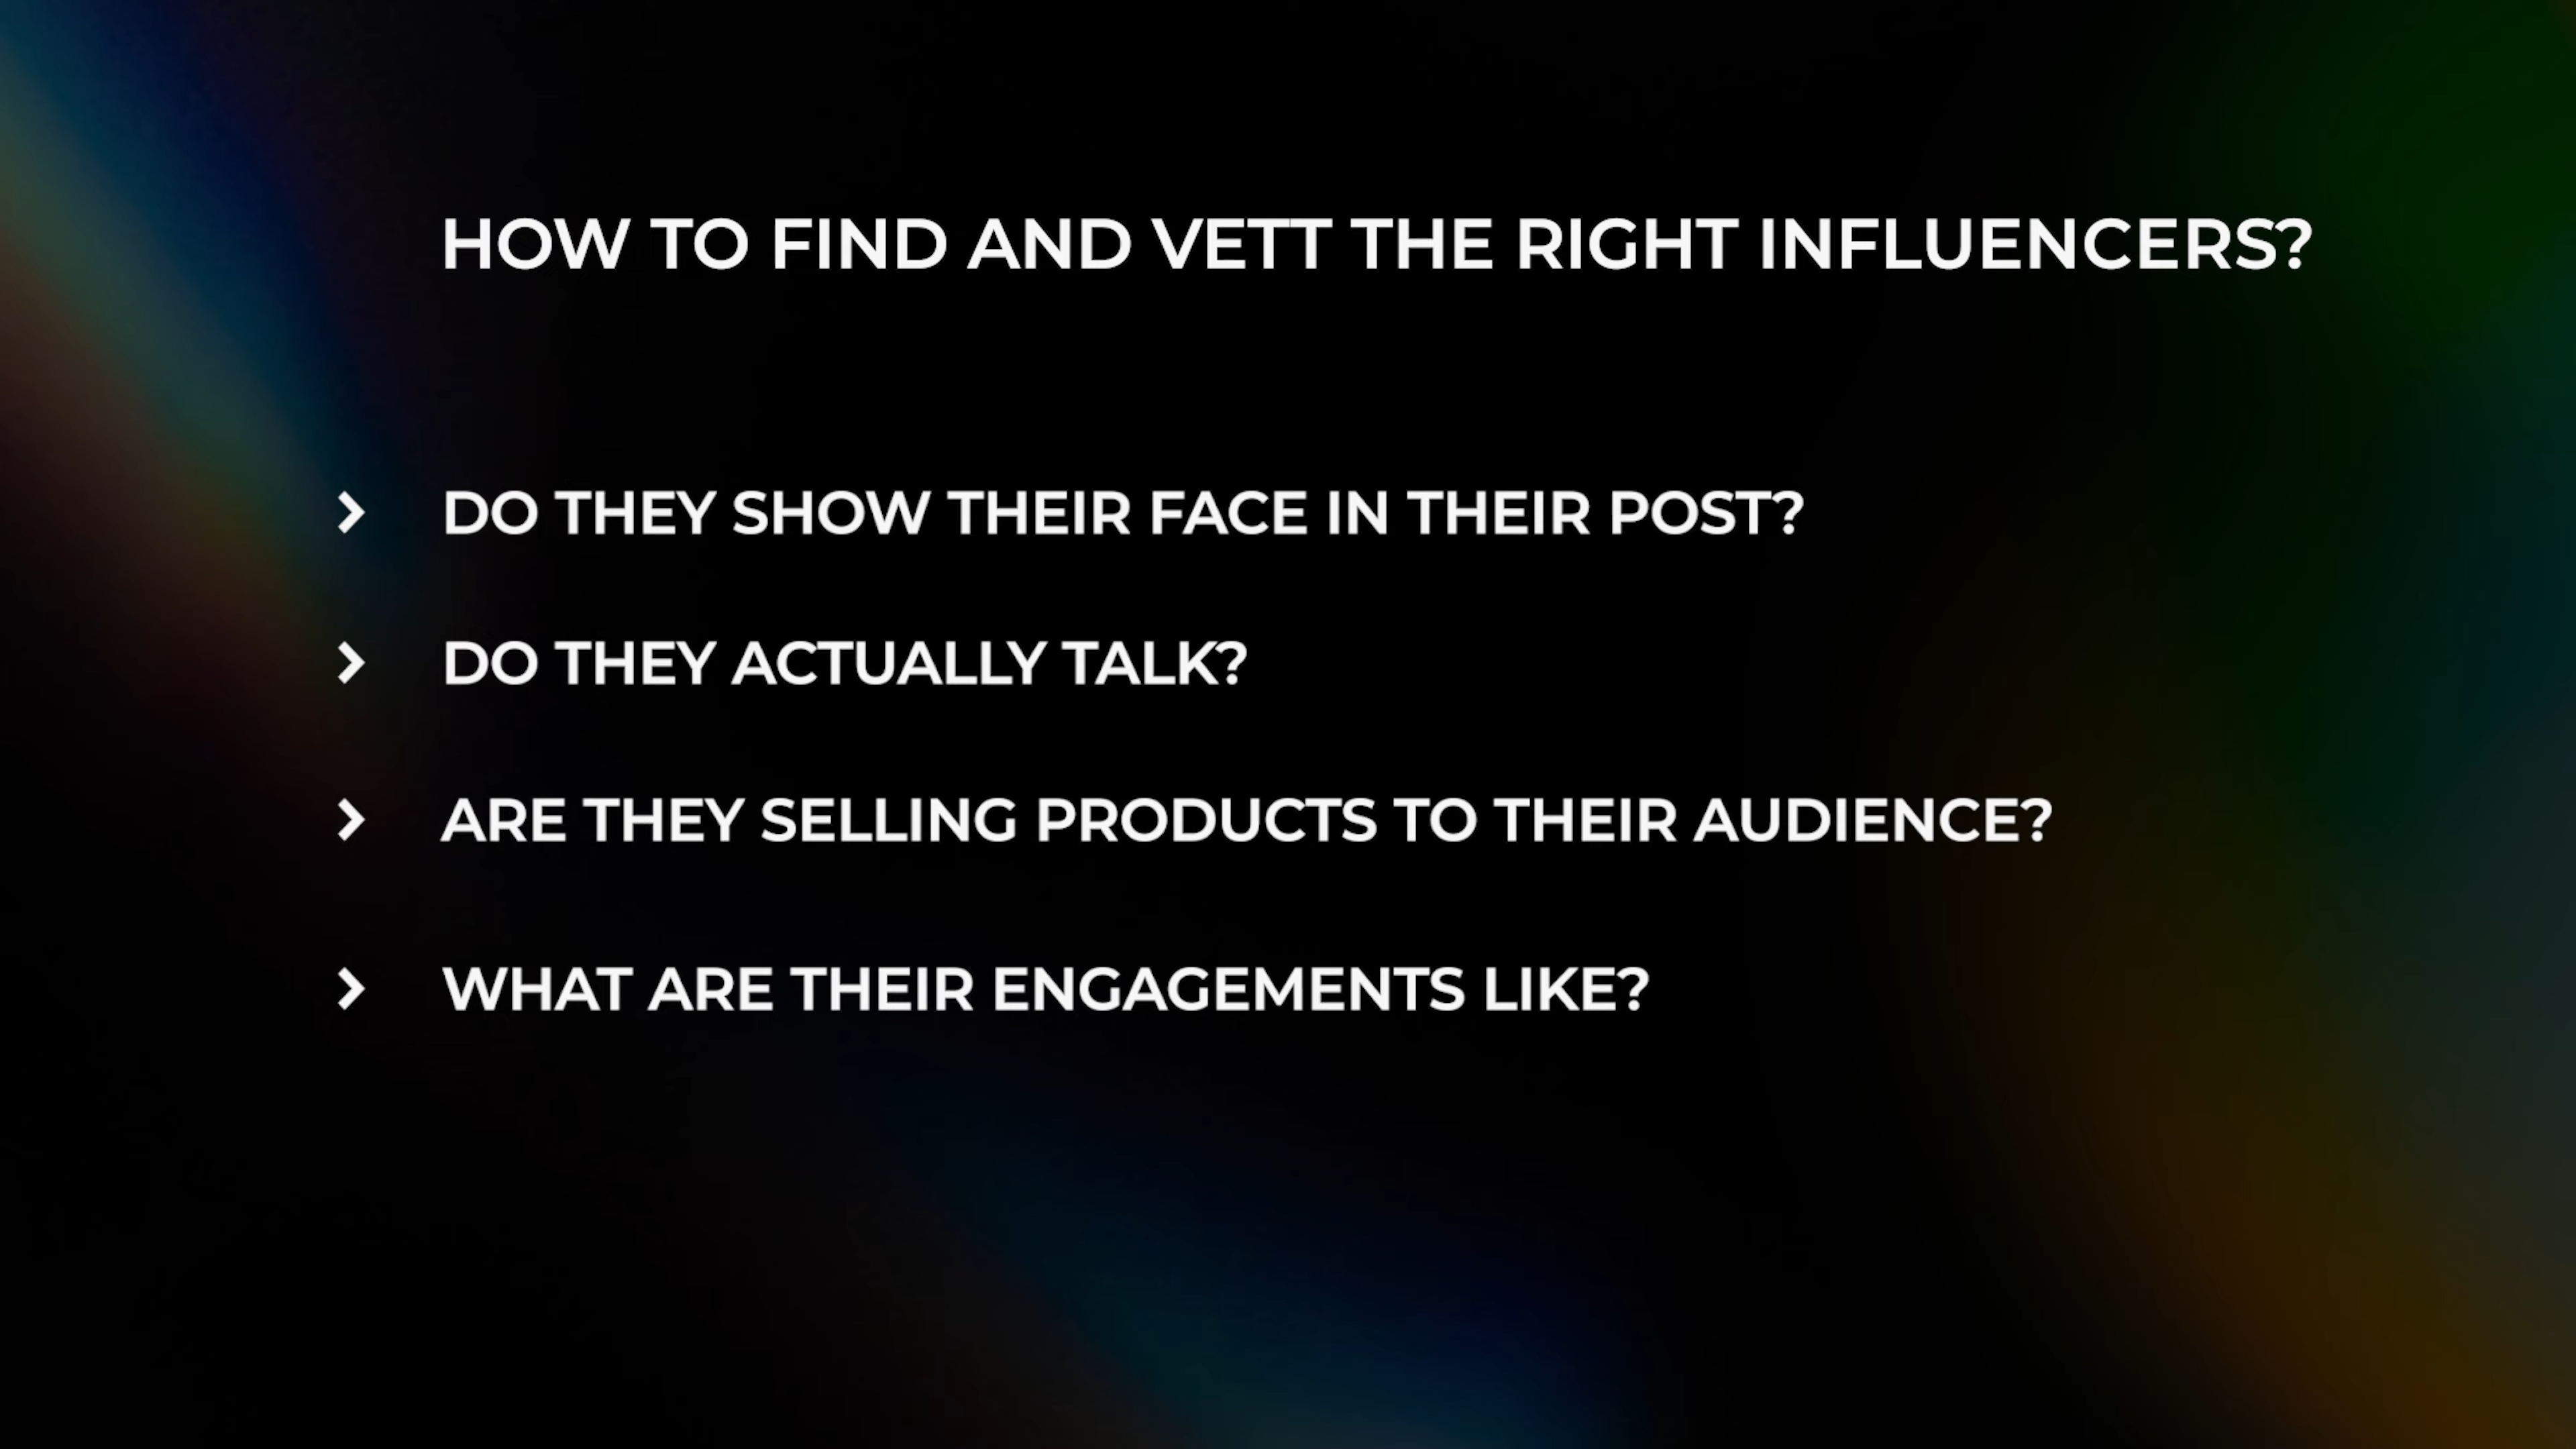 HOW TO FIND AND VETT THE RIGHT INFLUENCERS?
DO THEY SHOW THEIR FACE IN THEIR POST?
DO THEY ACTUALLY TALK?
ARE THEY SELLING PRODUCTS TO THEIR AUDIENCE?
WHAT ARE THEIR ENGAGEMENTS LIKE?